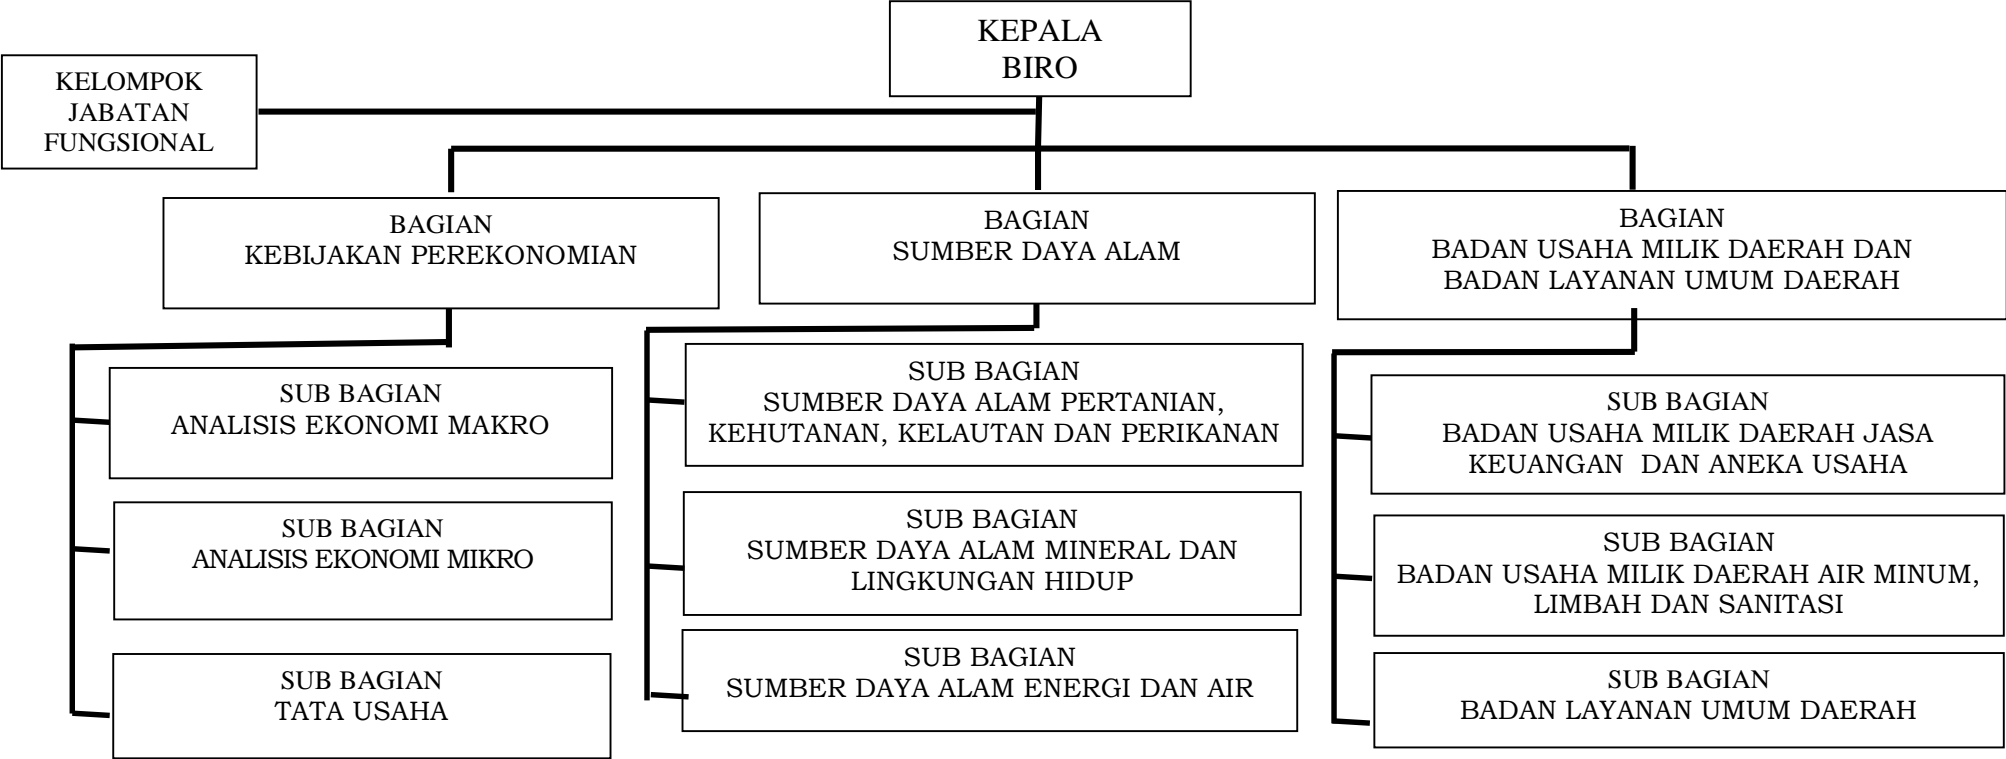 KEPALA
BIRO
KELOMPOK
JABATAN
FUNGSIONAL
BAGIAN
KEBIJAKAN PEREKONOMIAN
BAGIAN
SUMBER DAYA ALAM
BAGIAN
BADAN USAHA MILIK DAERAH DAN
BADAN LAYANAN UMUM DAERAH
SUB BAGIAN
ANALISIS EKONOMI MAKRO
SUB BAGIAN
ANALISIS EKONOMI MIKRO
SUB BAGIAN
TATA USAHA
SUB BAGIAN
SUMBER DAYA ALAM PERTANIAN,
KEHUTANAN, KELAUTAN DAN PERIKANAN
SUB BAGIAN
SUMBER DAYA ALAM MINERAL DAN
LINGKUNGAN HIDUP
SUB BAGIAN
SUMBER DAYA ALAM ENERGI DAN AIR
SUB BAGIAN
BADAN USAHA MILIK DAERAH JASA
KEUANGAN  DAN ANEKA USAHA
SUB BAGIAN
BADAN USAHA MILIK DAERAH AIR MINUM,
LIMBAH DAN SANITASI
SUB BAGIAN
BADAN LAYANAN UMUM DAERAH